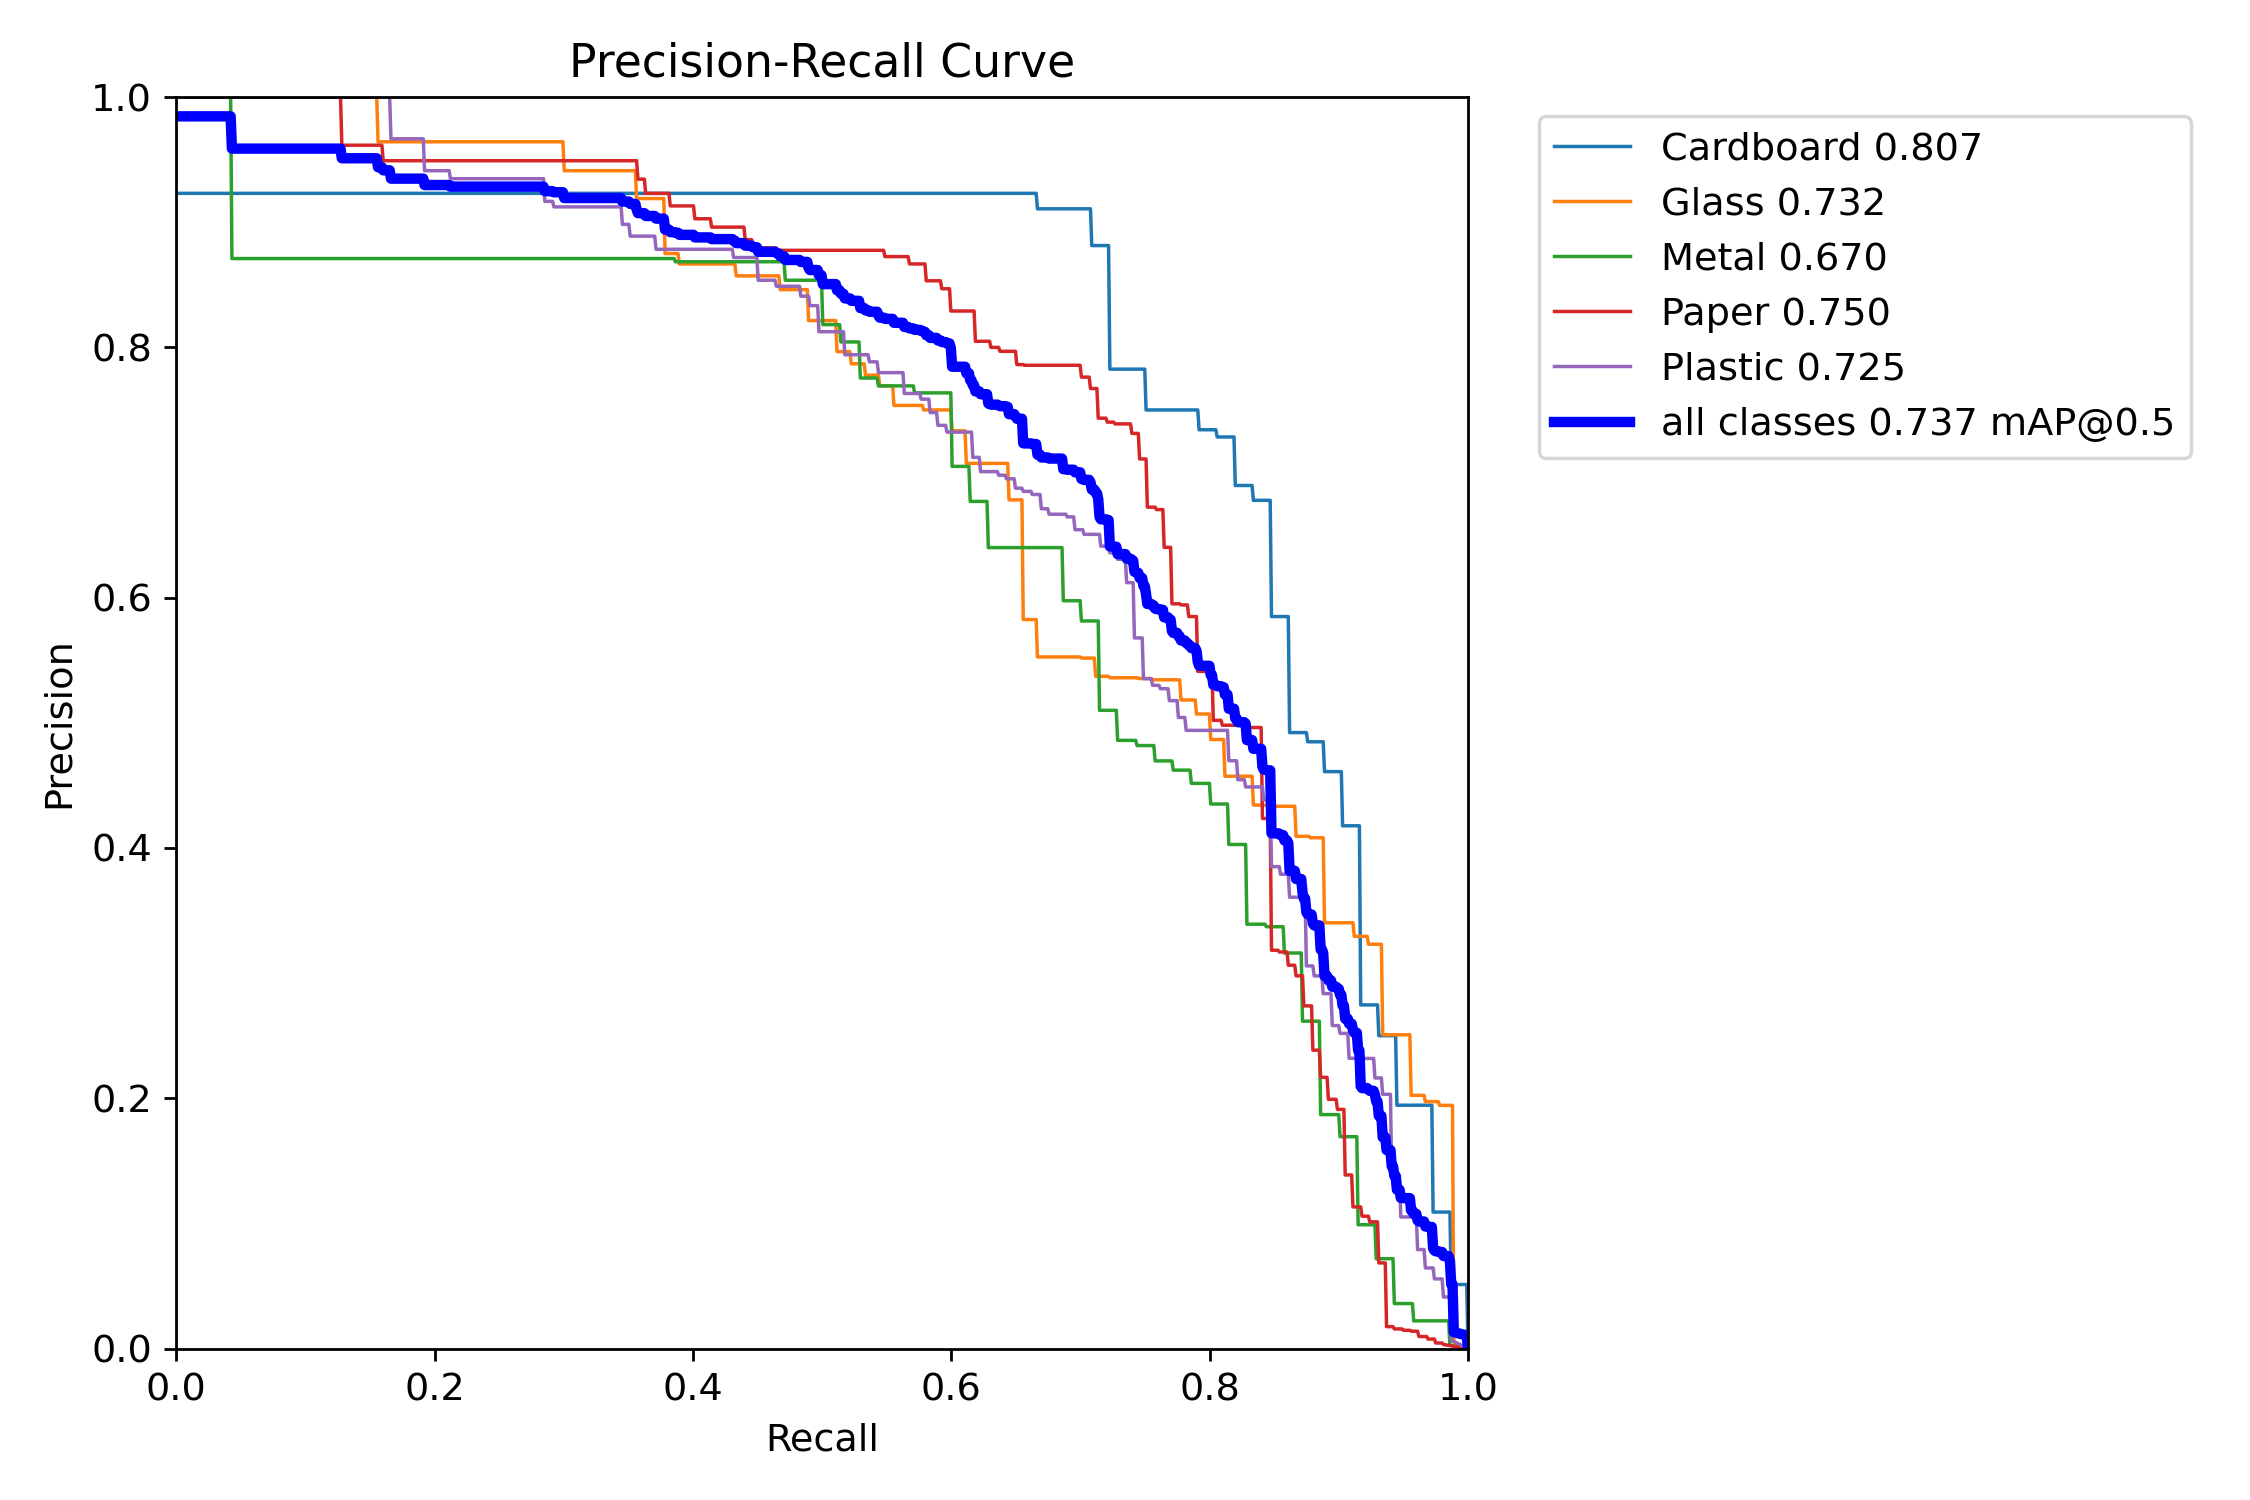 Precision-Recall Curve
1.0
0.8
0.6
0.4
0.2
0.0
Precision
0.0 0.2 0.4 0.6 0.8 1.0
Recall
Cardboard 0.807
Glass 0.732
Metal 0.670
Paper 0.750
Plastic 0.725
all classes 0.737 mAP@0.5